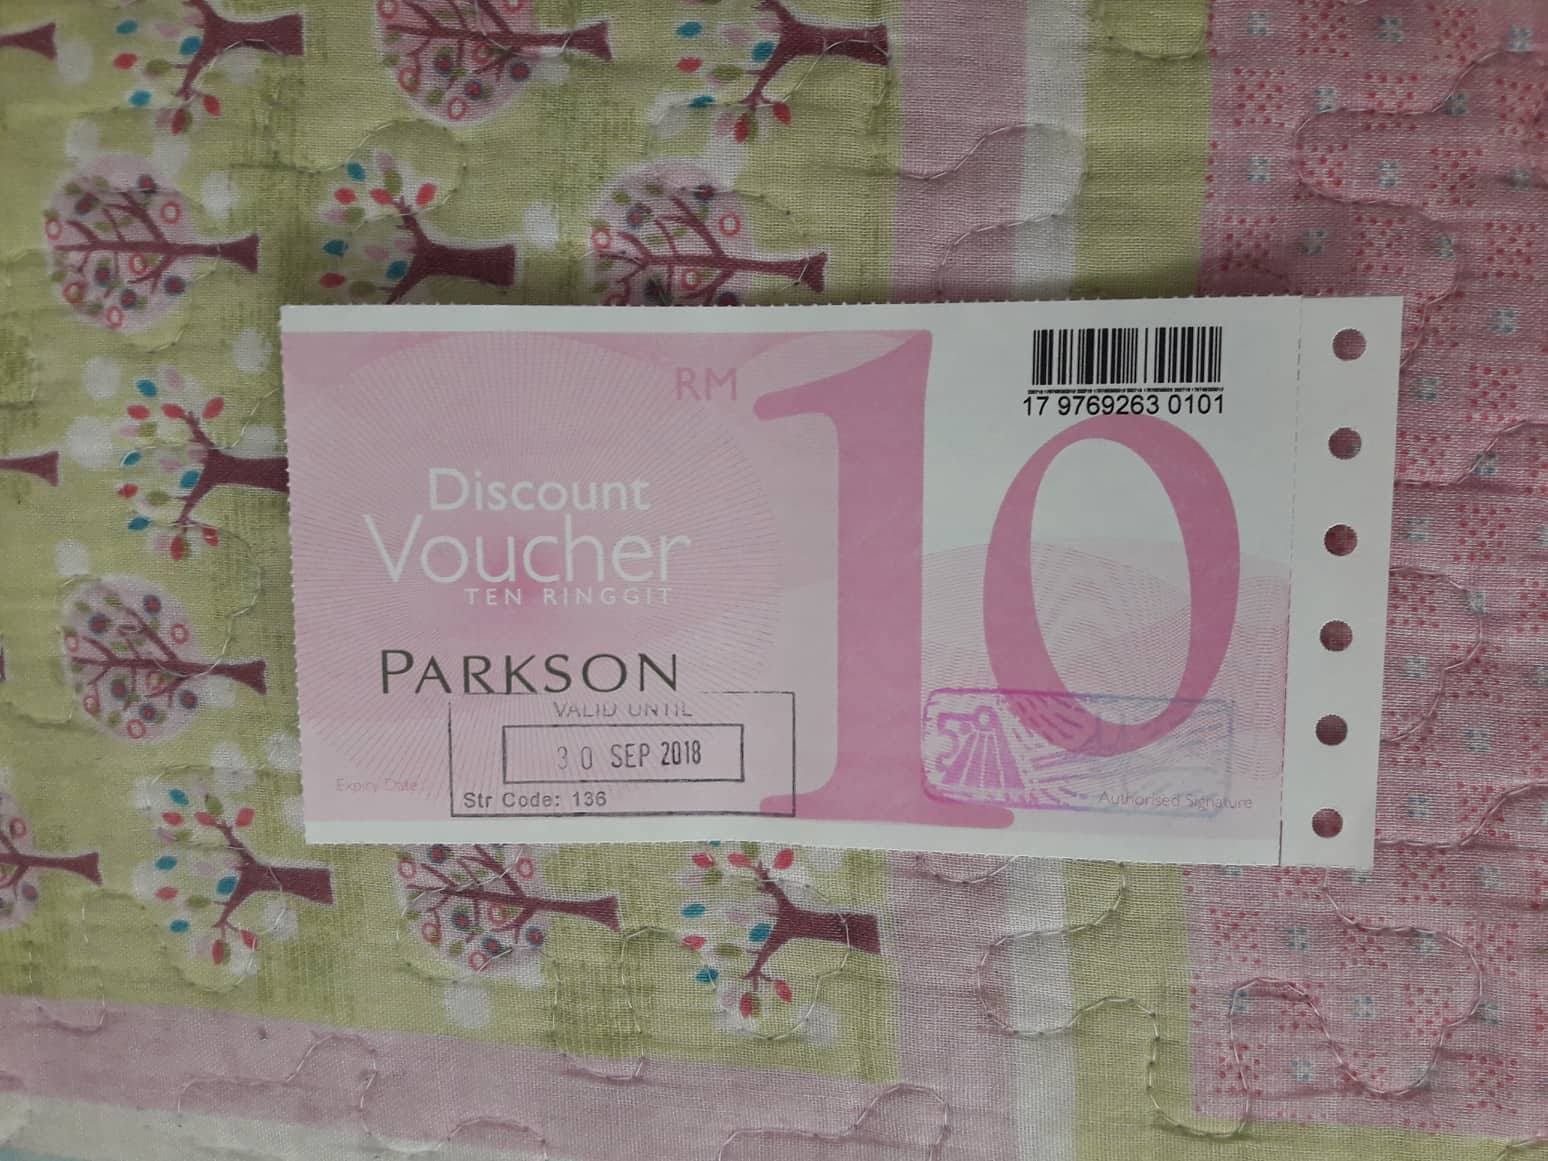 RM 10
17 9769263 0101
Discount
Voucher
TEN RINGGIT
PARKSON
VALID UNTIL
30 SEP 2018
Str Code: 136
Expiry Date
Authorised Signature